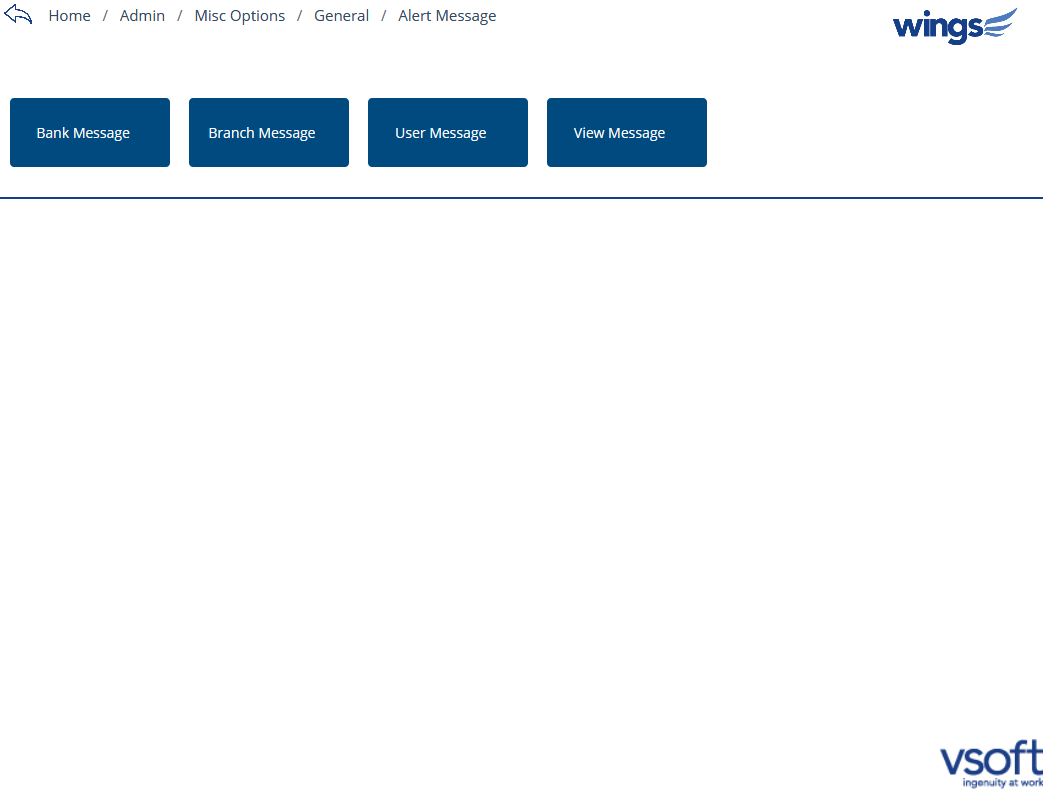 Home / Admin / Misc Options / General / Alert Message
wings
Bank Message
Branch Message
User Message
View Message
vsoft
ingenuity at work